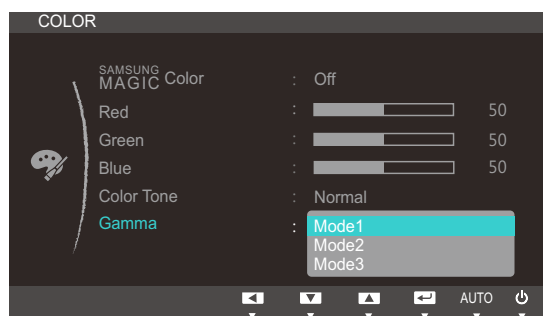 COLOR
SAMSUNG MAGIC Color : Off
Red : 50
Green : 50
Blue : 50
Color Tone : Normal
Gamma : Mode1
Mode2
Mode3
AUTO